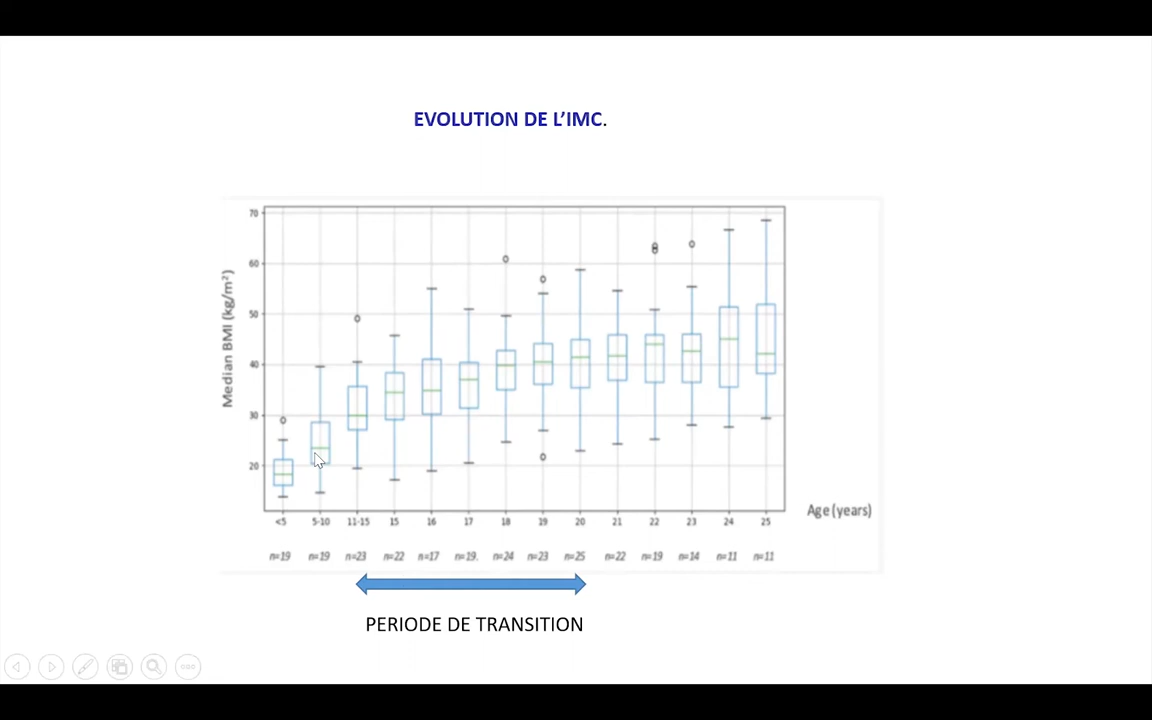 EVOLUTION DE L'IMC.
70
60
50
40
30
20
Median BMI (kg/m²)
<5 5-10 11-15 15 16 17 18 19 20 21 22 23 24 25
Age (years)
n=19 n=19 n=23 n=22 n=17 n=19. n=24 n=23 n=25 n=22 n=19 n=14 n=11 n=11
PERIODE DE TRANSITION